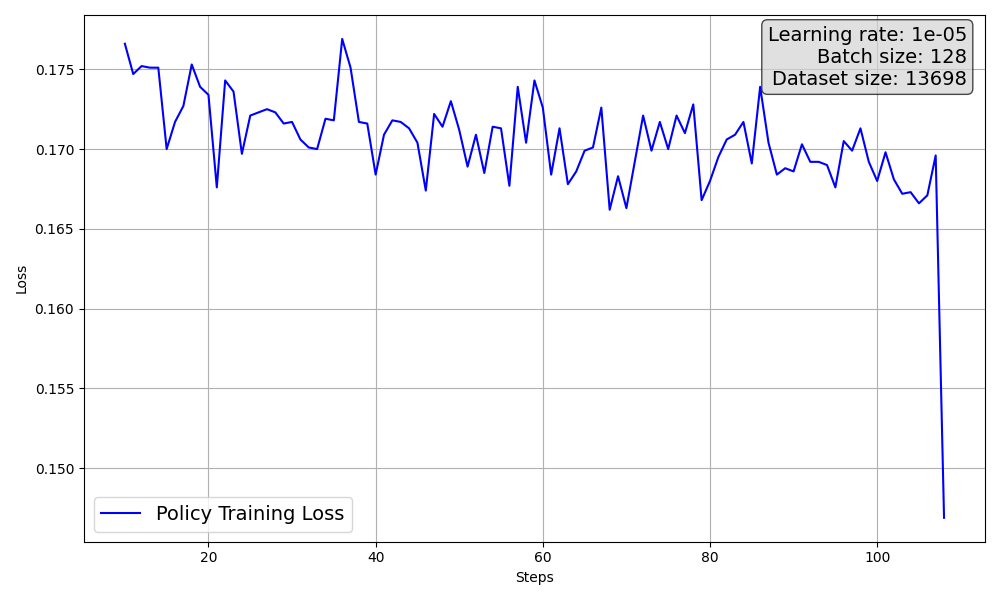 Learning rate: 1e-05
Batch size: 128
Dataset size: 13698
0.175
0.170
0.165
0.160
0.155
0.150
Loss
Policy Training Loss
20
40
60
80
100
Steps